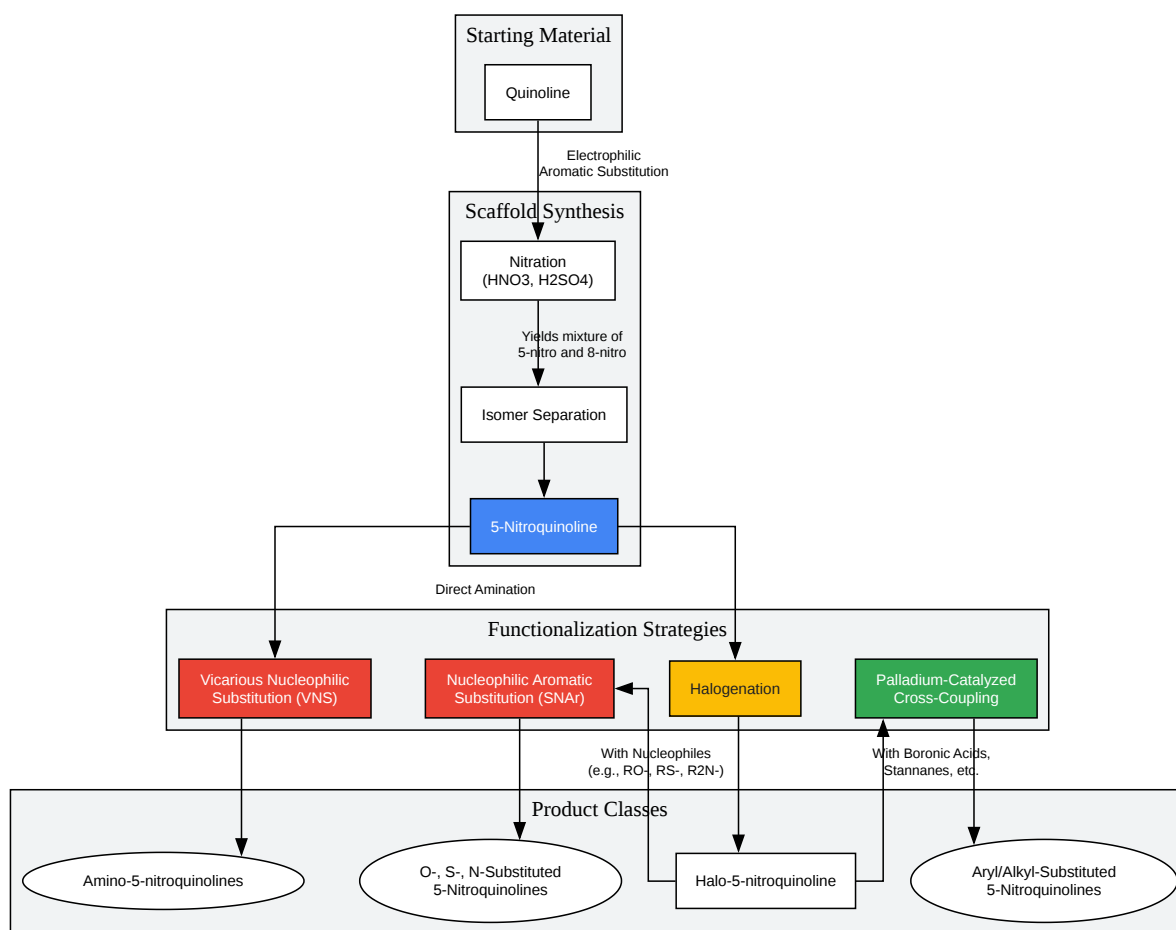 Starting Material
Quinoline
Electrophilic
Aromatic Substitution
Scaffold Synthesis
Nitration
(HNO3, H2SO4)
Yields mixture of
5-nitro and 8-nitro
Isomer Separation
5-Nitroquinoline
Direct Amination
Functionalization Strategies
Vicarious Nucleophilic
Substitution (VNS)
Nucleophilic Aromatic
Substitution (SNAr)
Halogenation
Palladium-Catalyzed
Cross-Coupling
With Nucleophiles
(e.g., RO-, RS-, R2N-)
With Boronic Acids,
Stannanes, etc.
Product Classes
Amino-5-nitroquinolines
O-, S-, N-Substituted
5-Nitroquinolines
Halo-5-nitroquinoline
Aryl/Alkyl-Substituted
5-Nitroquinolines